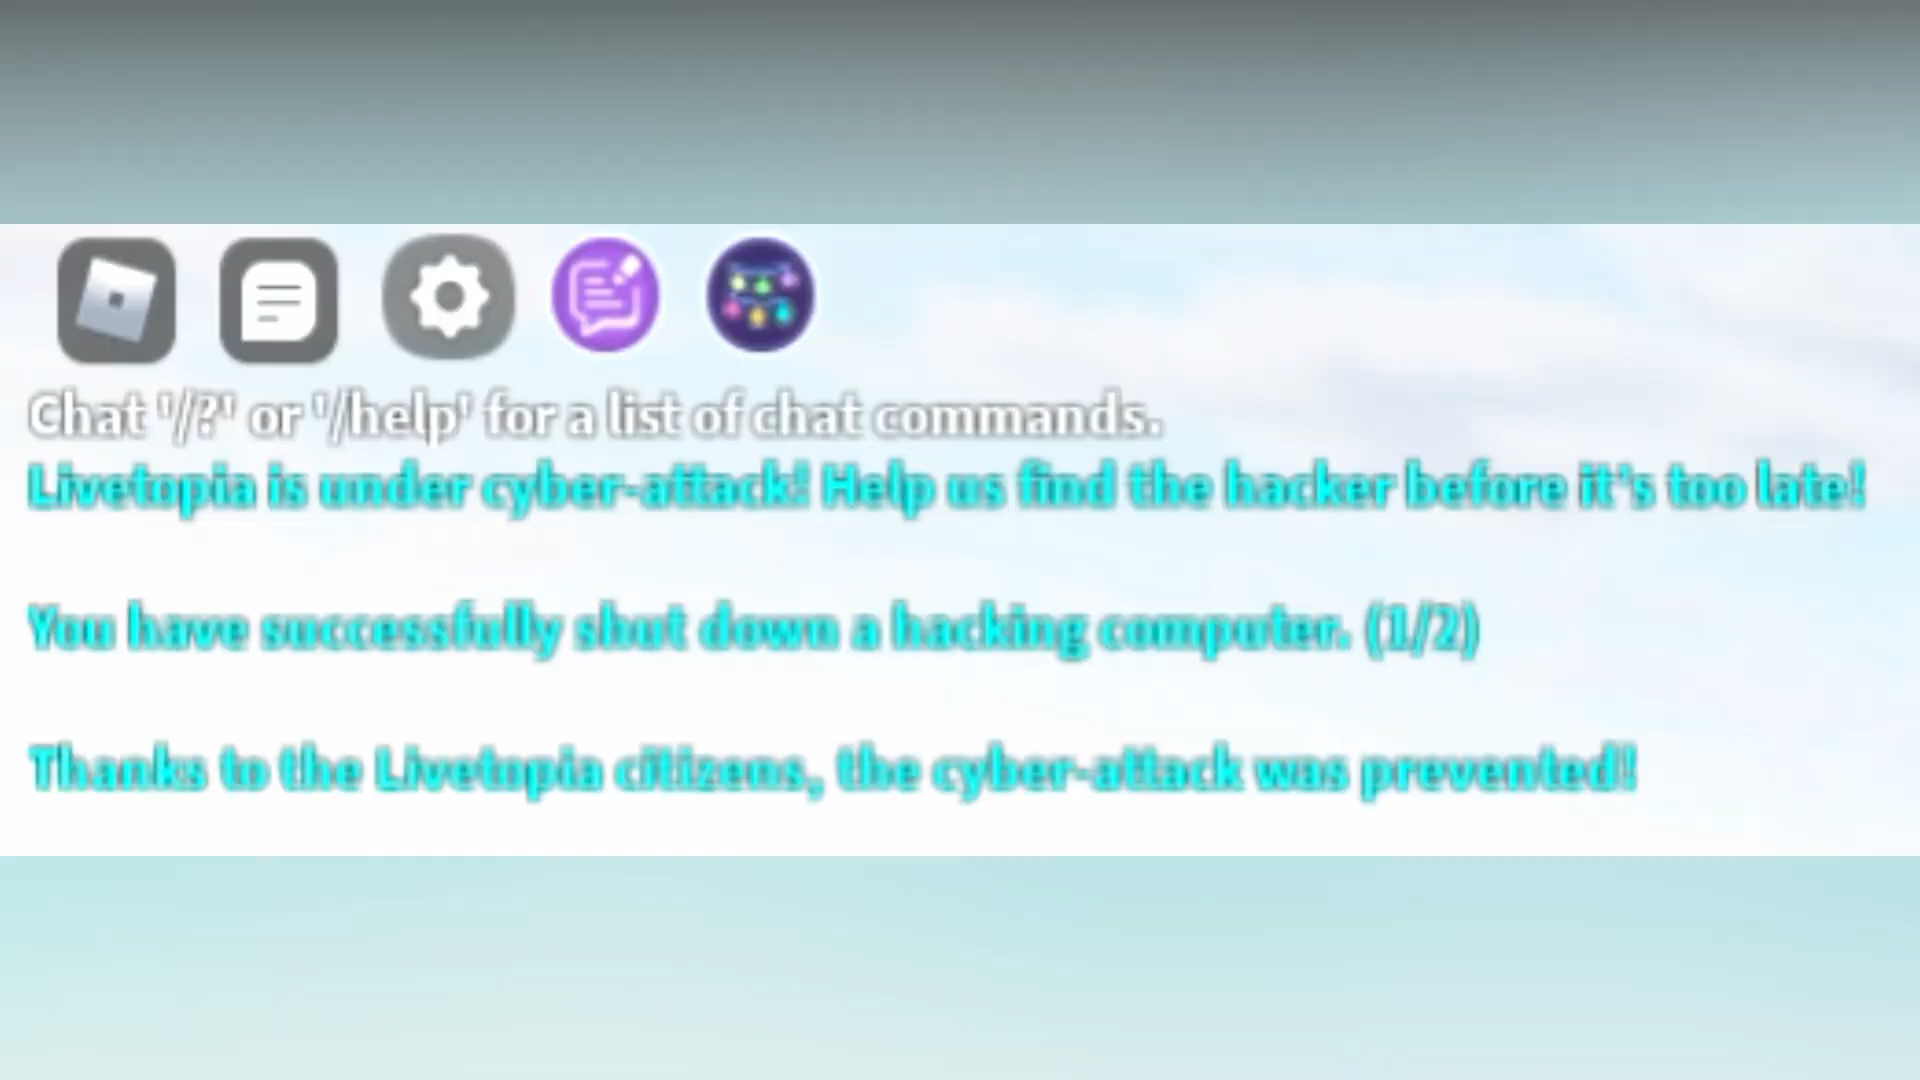 Chat '/?' or '/help' for a list of chat commands.
Livetopia is under cyber-attack! Help us find the hacker before it's too late!
You have successfully shut down a hacking computer. (1/2)
Thanks to the Livetopia citizens, the cyber-attack was prevented!